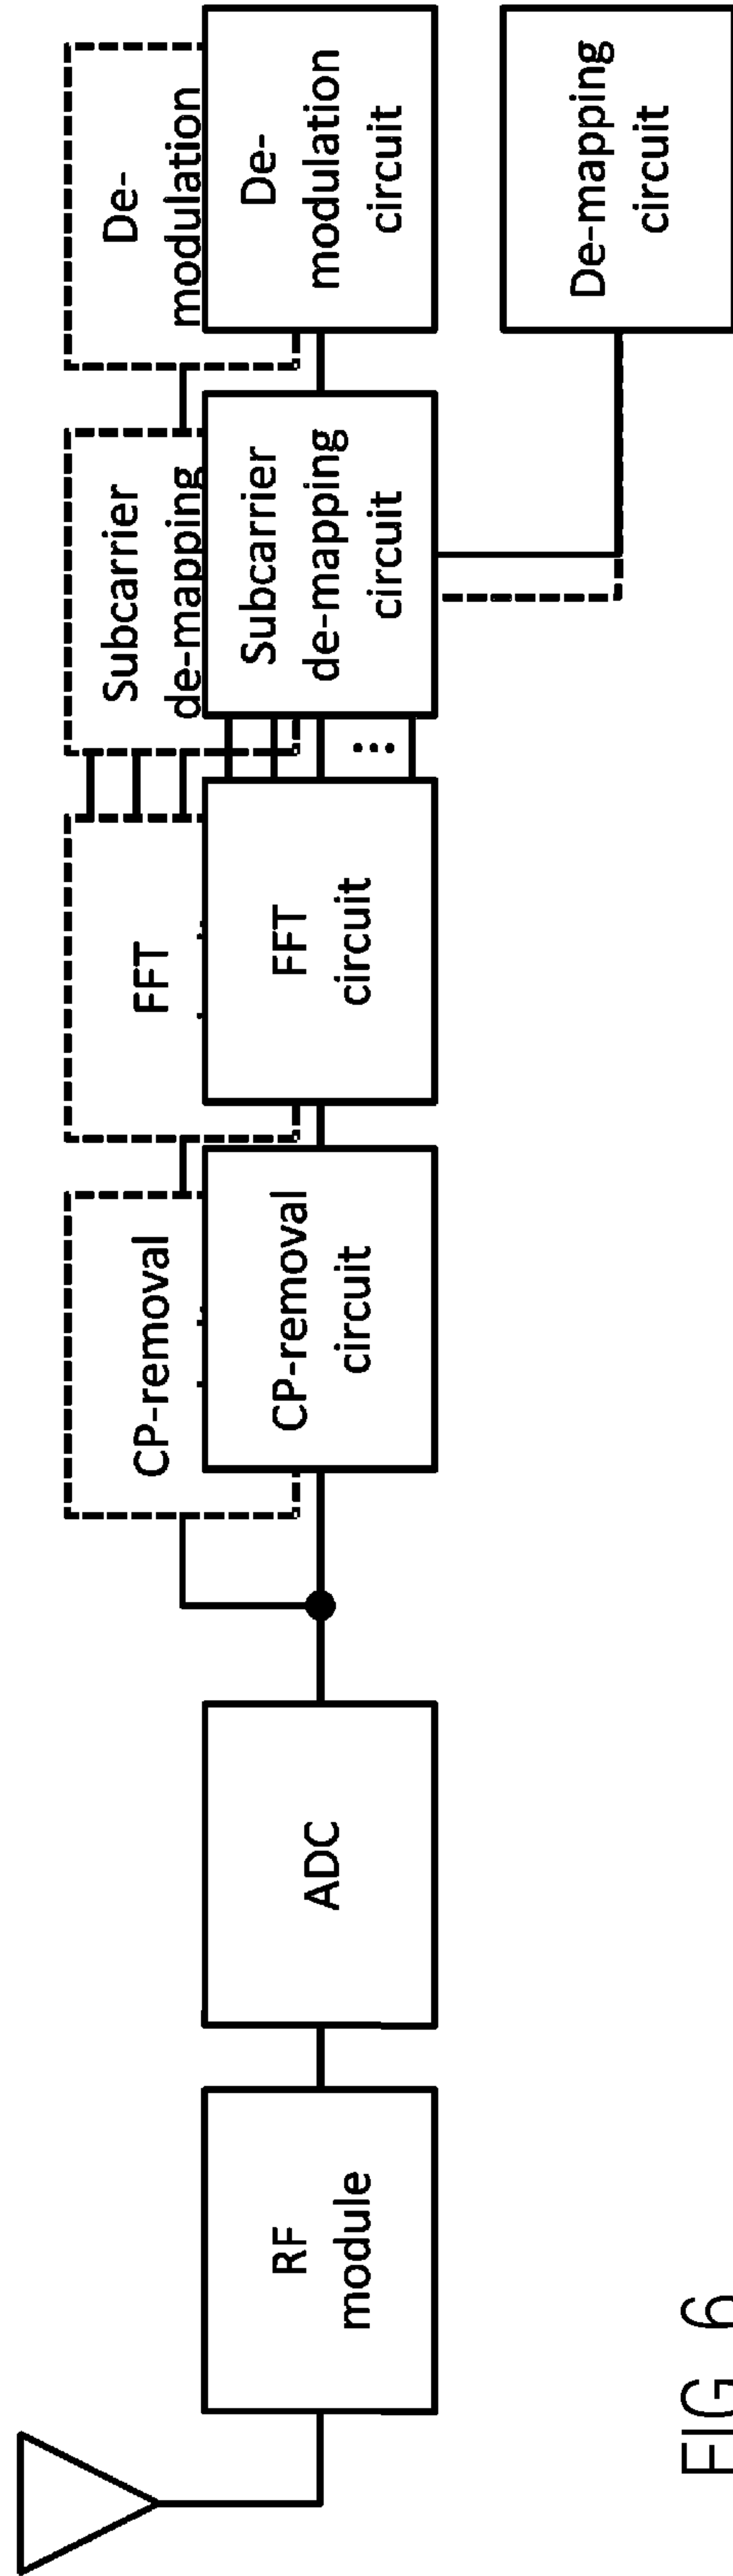 RF
module
ADC
CP-removal
CP-removal
circuit
FFT
FFT
circuit
Subcarrier
de-mapping
Subcarrier
de-mapping
circuit
De-
modulation
De-
modulation
circuit
De-mapping
circuit
FIG. 6